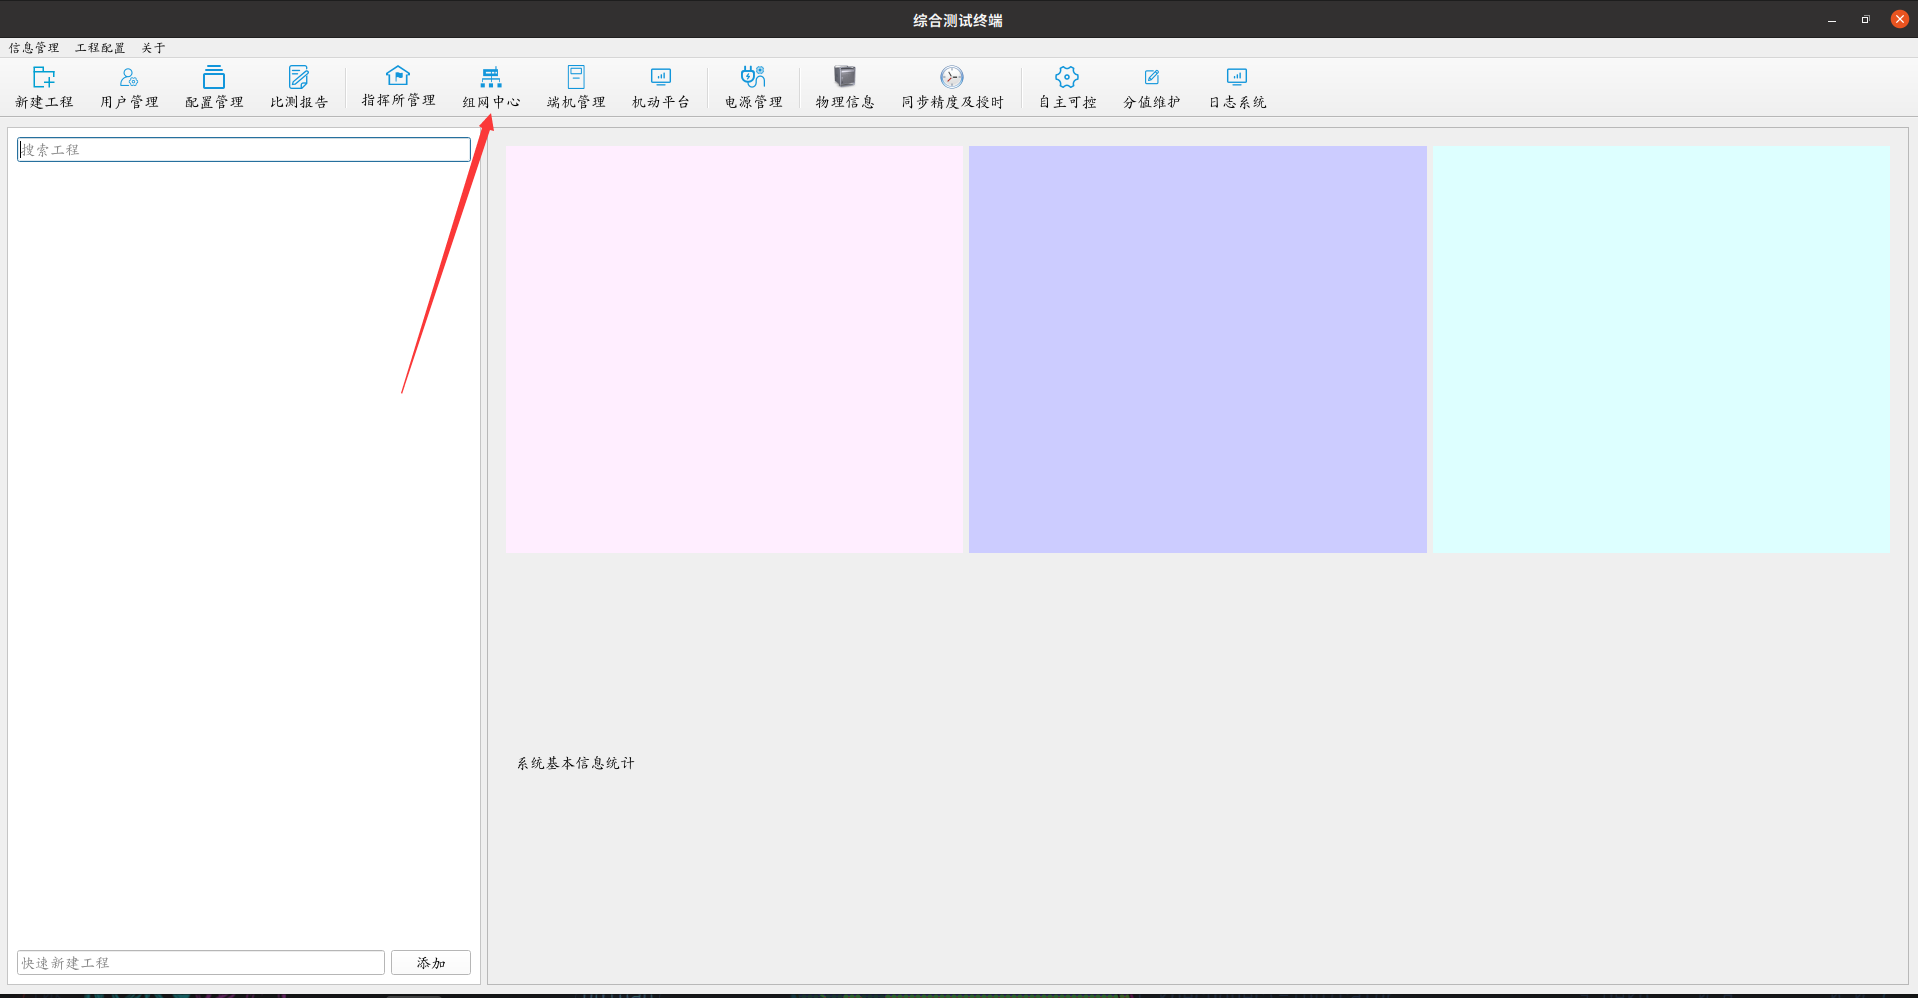 综合测试终端
信息管理 工程配置 关于
新建工程 用户管理 配置管理 比测报告 指挥所管理 组网中心 端机管理 机动平台 电源管理 物理信息 同步精度及授时 自主可控 分值维护 日志系统
搜索工程
系统基本信息统计
快速新建工程 添加